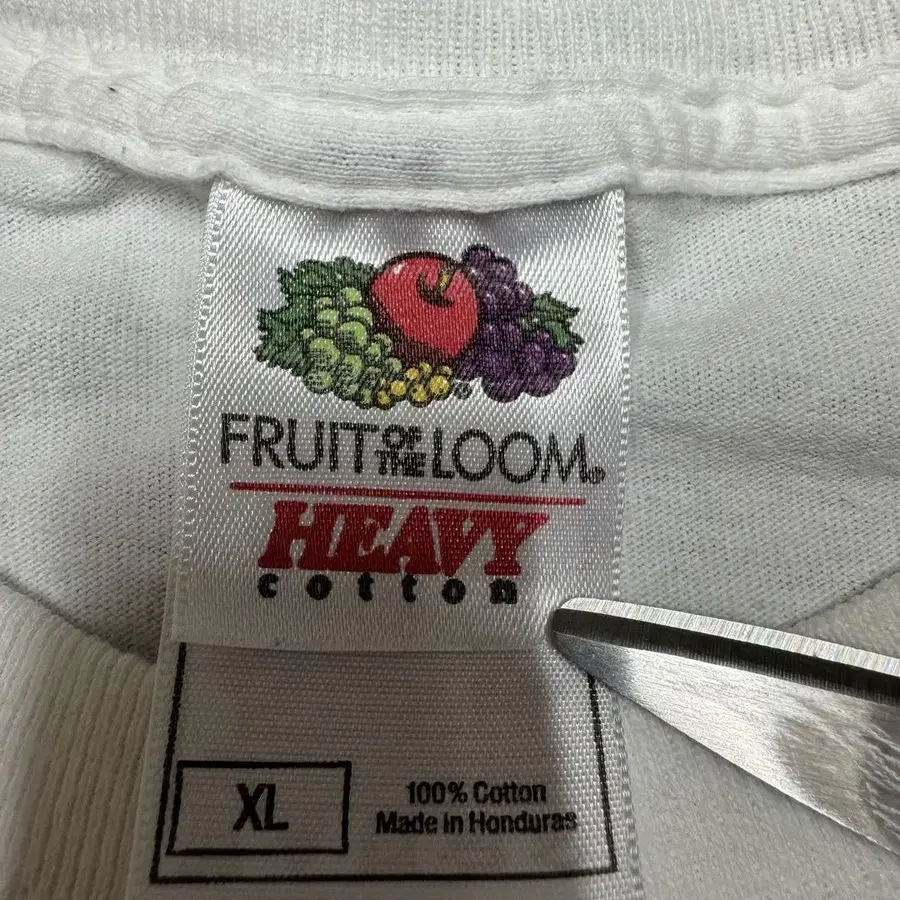 FRUIT OF THE LOOM®
HEAVY
cotton
XL
100% Cotton
Made in Honduras